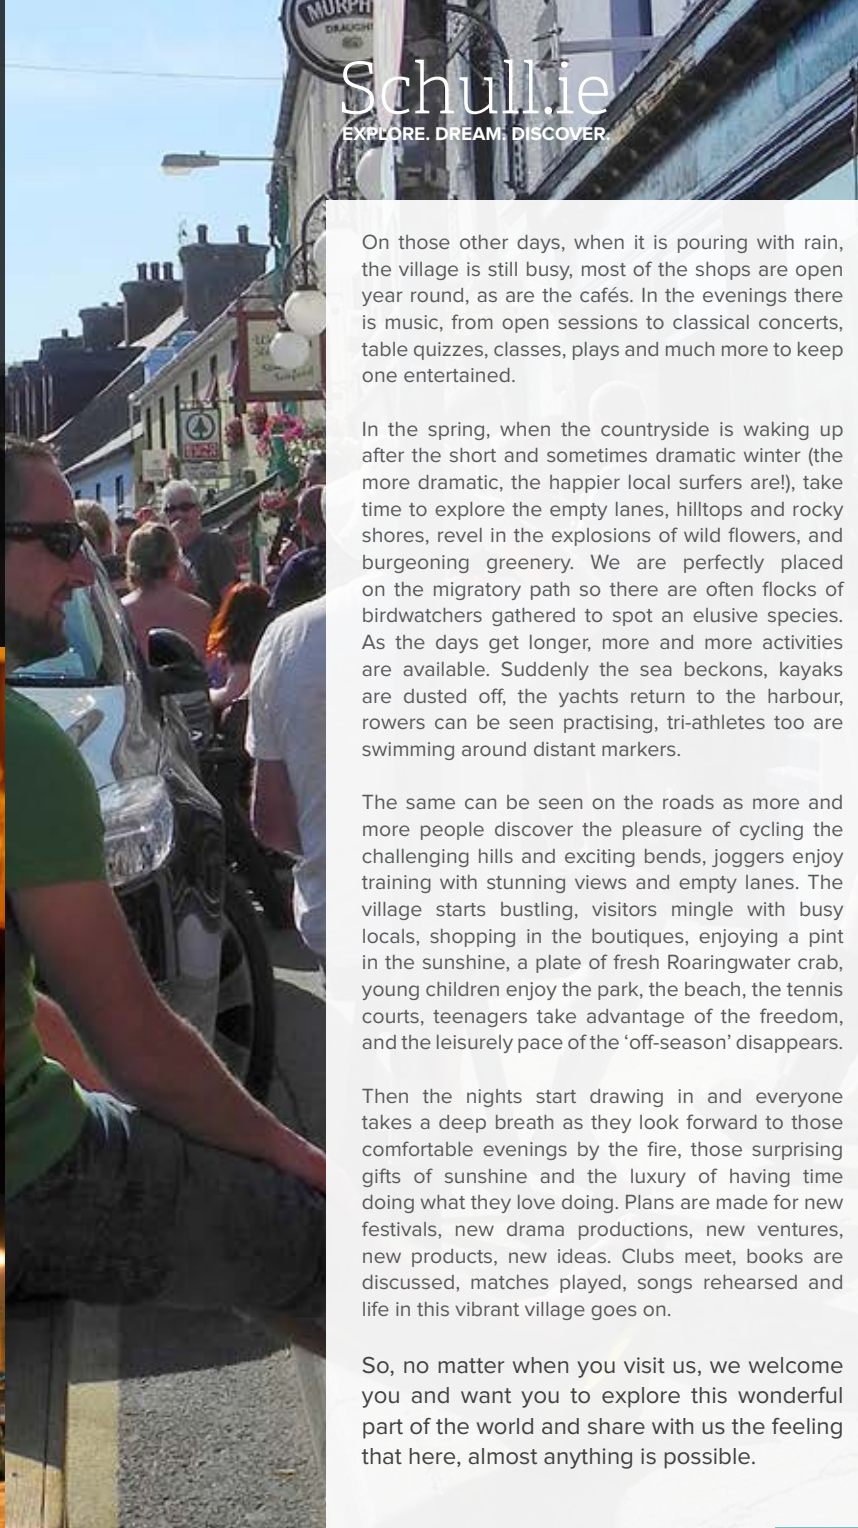 MURPH
DRAUGH
Schull.ie
EXPLORE. DREAM. DISCOVER.
On those other days, when it is pouring with rain,
the village is still busy, most of the shops are open
year round, as are the cafés. In the evenings there
is music, from open sessions to classical concerts,
table quizzes, classes, plays and much more to keep
one entertained.
In the spring, when the countryside is waking up
after the short and sometimes dramatic winter (the
more dramatic, the happier local surfers are!), take
time to explore the empty lanes, hilltops and rocky
shores, revel in the explosions of wild flowers, and
burgeoning greenery. We are perfectly placed
on the migratory path so there are often flocks of
birdwatchers gathered to spot an elusive species.
As the days get longer, more and more activities
are available. Suddenly the sea beckons, kayaks
are dusted off, the yachts return to the harbour,
rowers can be seen practising, tri-athletes too are
swimming around distant markers.
The same can be seen on the roads as more and
more people discover the pleasure of cycling the
challenging hills and exciting bends, joggers enjoy
training with stunning views and empty lanes. The
village starts bustling, visitors mingle with busy
locals, shopping in the boutiques, enjoying a pint
in the sunshine, a plate of fresh Roaringwater crab,
young children enjoy the park, the beach, the tennis
courts, teenagers take advantage of the freedom,
and the leisurely pace of the ‘off-season’ disappears.
Then the nights start drawing in and everyone
takes a deep breath as they look forward to those
comfortable evenings by the fire, those surprising
gifts of sunshine and the luxury of having time
doing what they love doing. Plans are made for new
festivals, new drama productions, new ventures,
new products, new ideas. Clubs meet, books are
discussed, matches played, songs rehearsed and
life in this vibrant village goes on.
So, no matter when you visit us, we welcome
you and want you to explore this wonderful
part of the world and share with us the feeling
that here, almost anything is possible.